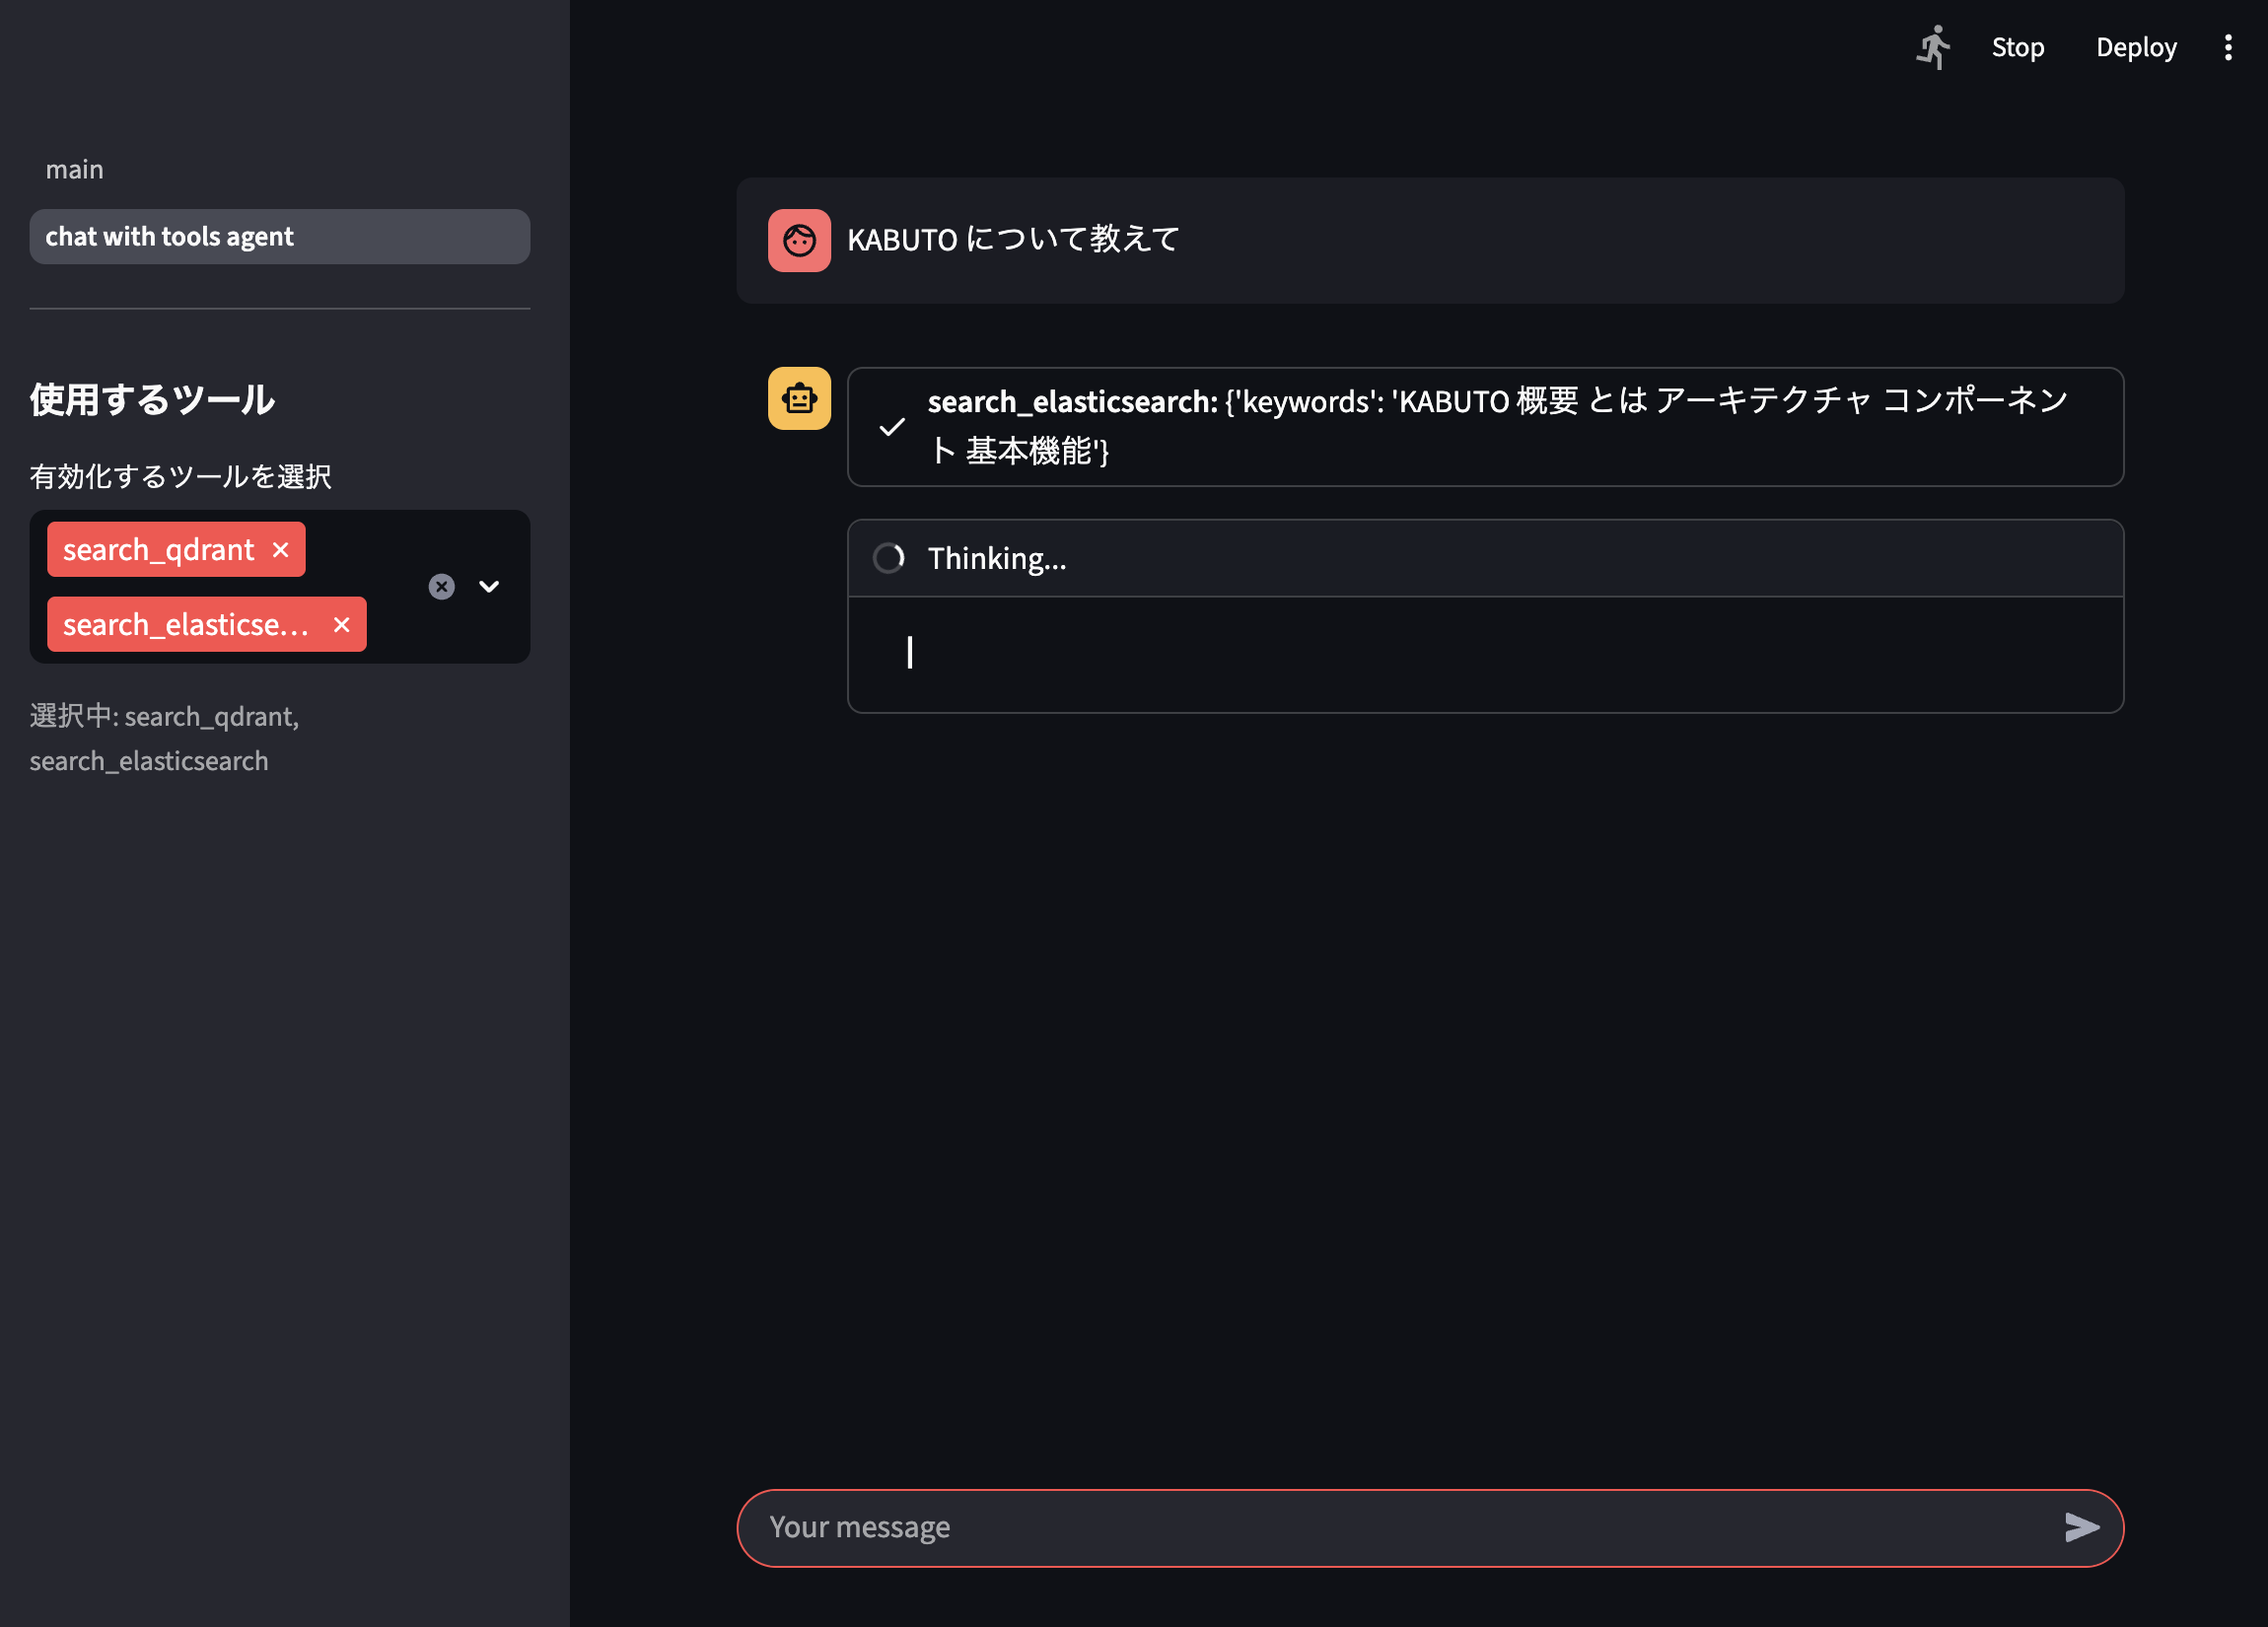 Stop Deploy
main
chat with tools agent
使用するツール
有効化するツールを選択
search_qdrant
search_elasticse...
選択中: search_qdrant,
search_elasticsearch
KABUTO について教えて
search_elasticsearch: {'keywords': 'KABUTO 概要 とは アーキテクチャ コンポーネン
ト 基本機能'}
Thinking...
Your message